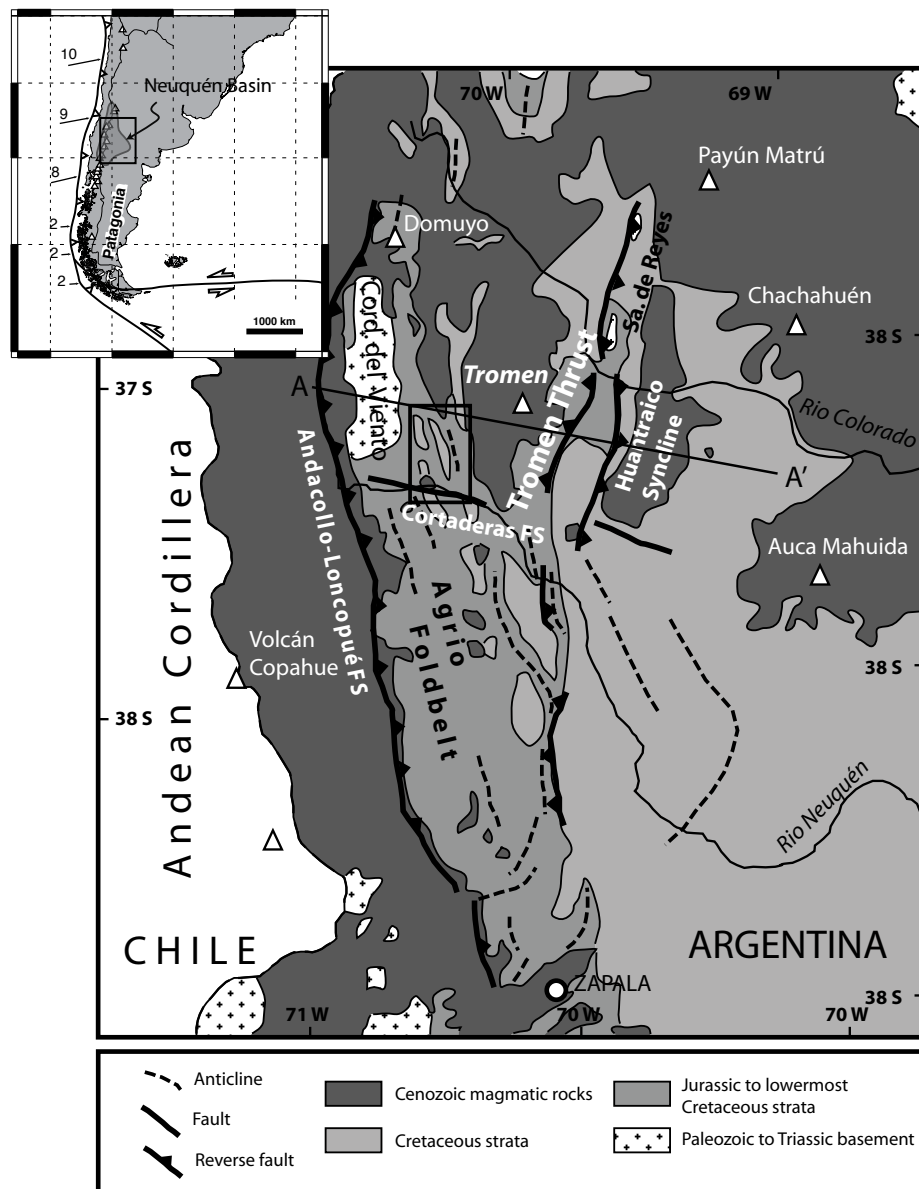 10
Neuquén Basin
9
8
Patagonia
2
2
2
1000 km
70 W
69 W
Payún Matrú
Domuyo
Sa. de Reyes
Chachahuén
38 S
Cord. del Viento
37 S
A
Tromen
Tromen Thrust
Huantraico
Syncline
Rio Colorado
A'
Cortaderas FS
Andacollo-Loncopué FS
Auca Mahuida
Agrio
Foldbelt
Volcán
Copahue
38 S
38 S
Andean Cordillera
Rio Neuquén
CHILE
ARGENTINA
ZAPALA
38 S
71 W
70 W
70 W
Anticline
Fault
Reverse fault
Cenozoic magmatic rocks
Cretaceous strata
Jurassic to lowermost
Cretaceous strata
Paleozoic to Triassic basement